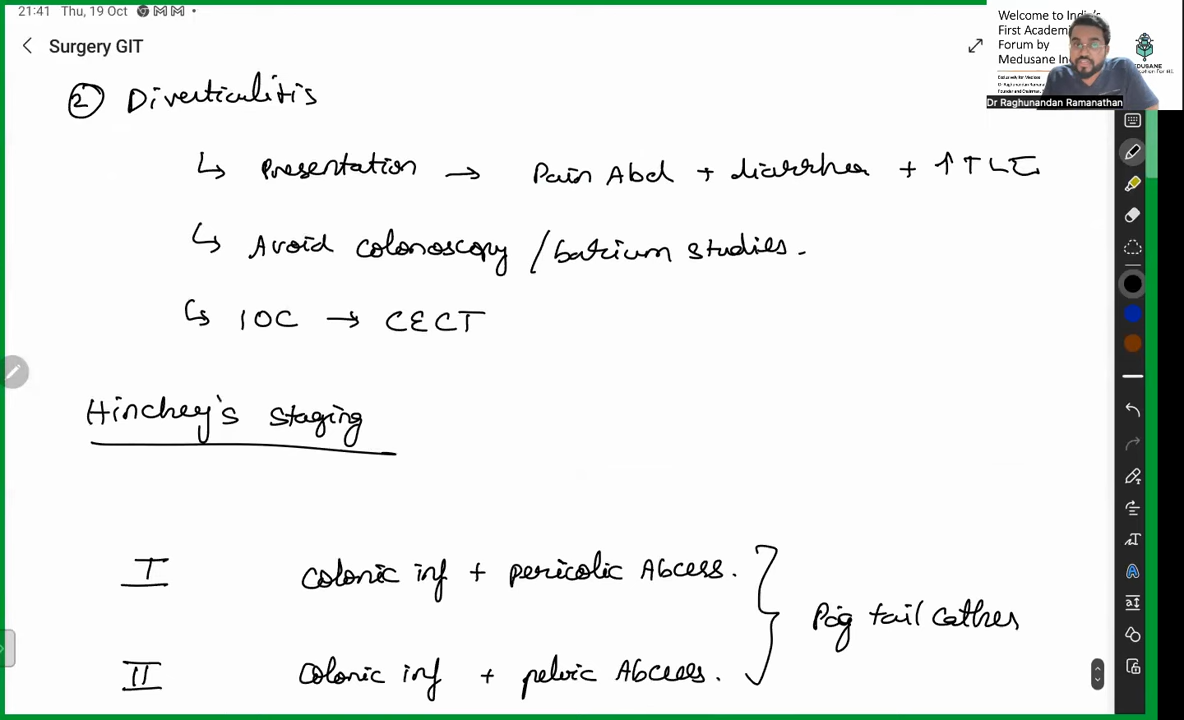 21:41 Thu, 19 Oct
Surgery GIT
Welcome to India's
First Academ
Forum by
Medusane In
Dr Raghunandan Ramanathan
② Diverticulitis
↳ Presentation → Pain Abd + diarrhea + ↑TLC
↳ Avoid colonoscopy / barium studies.
↳ IOC → CECT
Hinchey's Staging
I colonic inf + pericolic Abcess.
Pig tail
II colonic inf + pelvic Abcess.